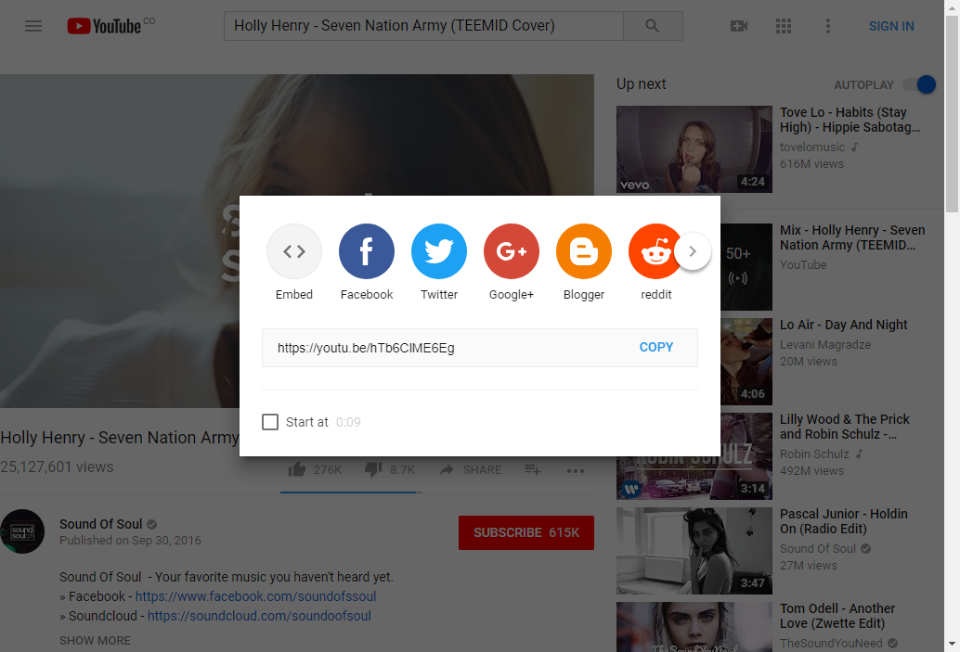 YouTube CO
Holly Henry - Seven Nation Army (TEEMID Cover)
SIGN IN
Up next
AUTOPLAY
vevo
4:24
Tove Lo - Habits (Stay
High) - Hippie Sabotag...
tovelomusic
616M views
50+
Mix - Holly Henry - Seven
Nation Army (TEEMID...
YouTube
4:06
Lo Air - Day And Night
Levani Magradze
20M views
ROBIN SCHULZ
3:14
Lilly Wood & The Prick
and Robin Schulz -...
Robin Schulz
492M views
3:47
Pascal Junior - Holdin
On (Radio Edit)
Sound Of Soul
27M views
TheSoundYouNeed
Tom Odell - Another
Love (Zwette Edit)
TheSoundYouNeed
Embed
Facebook
Twitter
G+
Google+
Blogger
reddit
https://youtu.be/hTb6ClME6Eg
COPY
Start at 0:09
Holly Henry - Seven Nation Army
25,127,601 views
276K
8.7K
SHARE
sound
soul
Sound Of Soul
Published on Sep 30, 2016
SUBSCRIBE 615K
Sound Of Soul - Your favorite music you haven't heard yet.
» Facebook - https://www.facebook.com/soundofssoul
» Soundcloud - https://soundcloud.com/soundoofsoul
SHOW MORE